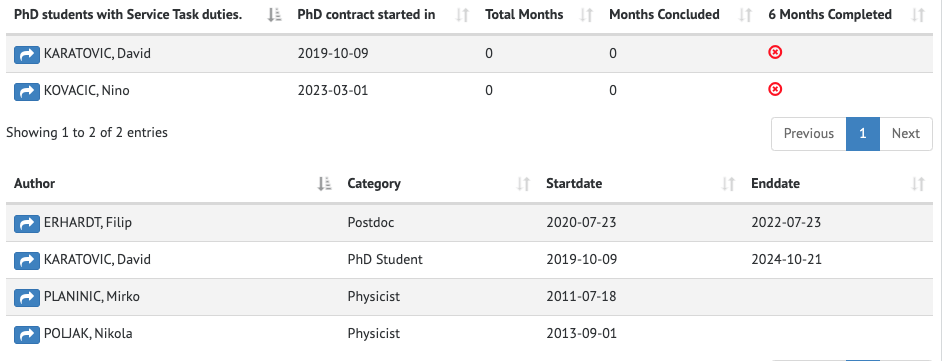 PhD students with Service Task duties. PhD contract started in Total Months Months Concluded 6 Months Completed
KARATOVIC, David 2019-10-09 0 0
KOVACIC, Nino 2023-03-01 0 0
Showing 1 to 2 of 2 entries Previous 1 Next
Author Category Startdate Enddate
ERHARDT, Filip Postdoc 2020-07-23 2022-07-23
KARATOVIC, David PhD Student 2019-10-09 2024-10-21
PLANINIC, Mirko Physicist 2011-07-18
POLJAK, Nikola Physicist 2013-09-01